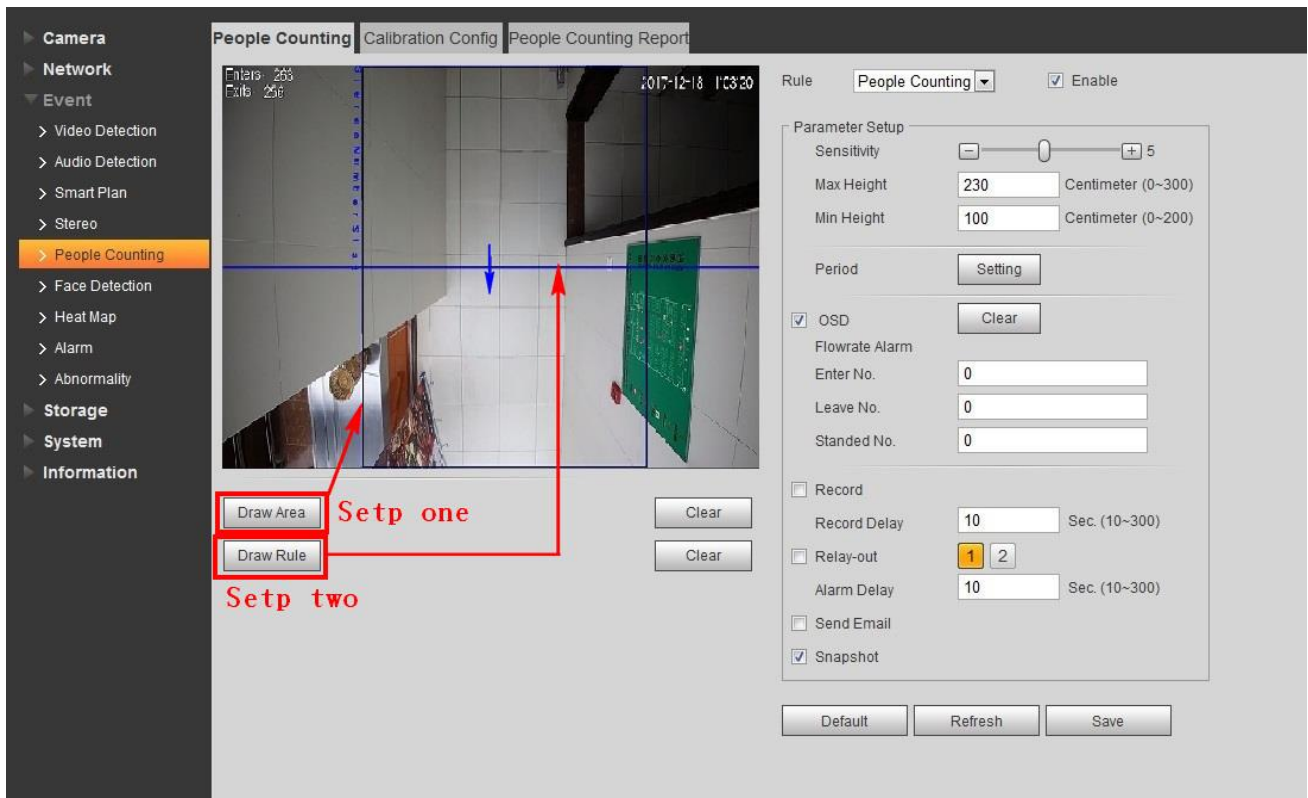 Camera
Network
Event
Video Detection
Audio Detection
Smart Plan
Stereo
People Counting
Face Detection
Heat Map
Alarm
Abnormality
Storage
System
Information
People Counting Calibration Config People Counting Report
Enters
Exits
Draw Area Setp one Clear
Draw Rule Clear
Setp two
Rule People Counting Enable
Parameter Setup
Sensitivity 5
Max Height 230 Centimeter (0~300)
Min Height 100 Centimeter (0~200)
Period Setting
OSD Clear
Flowrate Alarm
Enter No. 0
Leave No. 0
Standed No. 0
Record
Record Delay 10 Sec. (10~300)
Relay-out 1 2
Alarm Delay 10 Sec. (10~300)
Send Email
Snapshot
Default Refresh Save